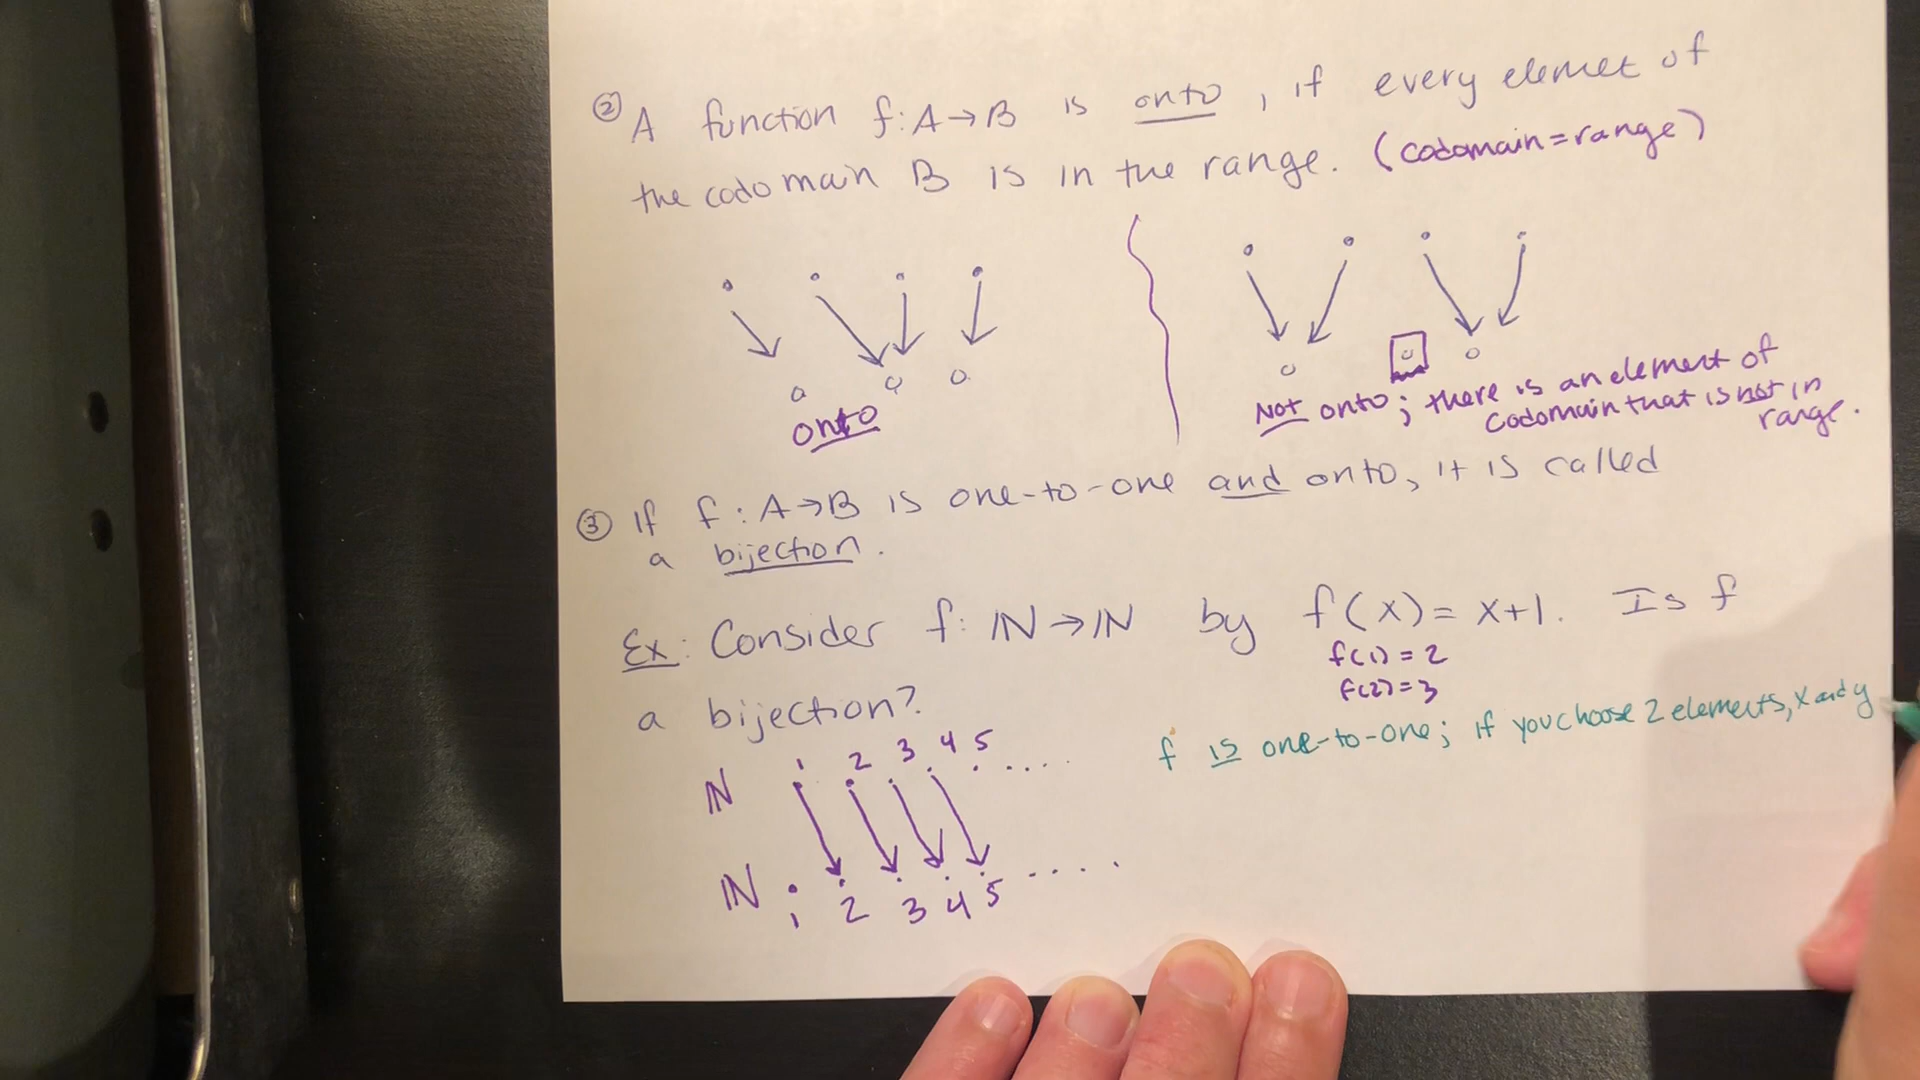 ② A function f: A→B is onto, if every elemet of
the codomain B is in the range. (codomain=range)
onto
Not onto; there is an element of
codomain that is not in
range.
③ If f: A→B is one-to-one and onto, it is called
a bijection.
Ex: Consider f: ℕ→ℕ by f(x)=x+1. Is f
f(1)=2
f(2)=3
a bijection?
f is one-to-one; if you choose 2 elements, x and y
ℕ 1 2 3 4 5 ....
ℕ 1 2 3 4 5 ....